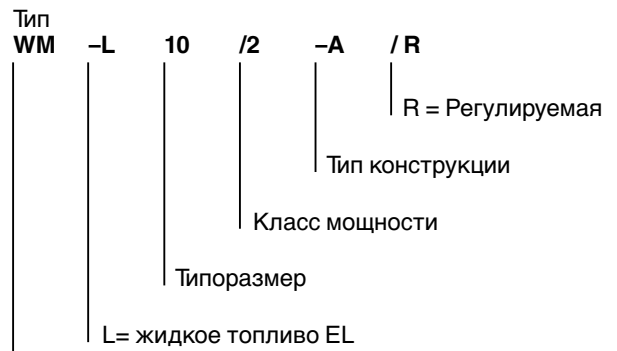 Тип
WM –L 10 /2 –A / R
R = Регулируемая
Тип конструкции
Класс мощности
Типоразмер
L= жидкое топливо EL